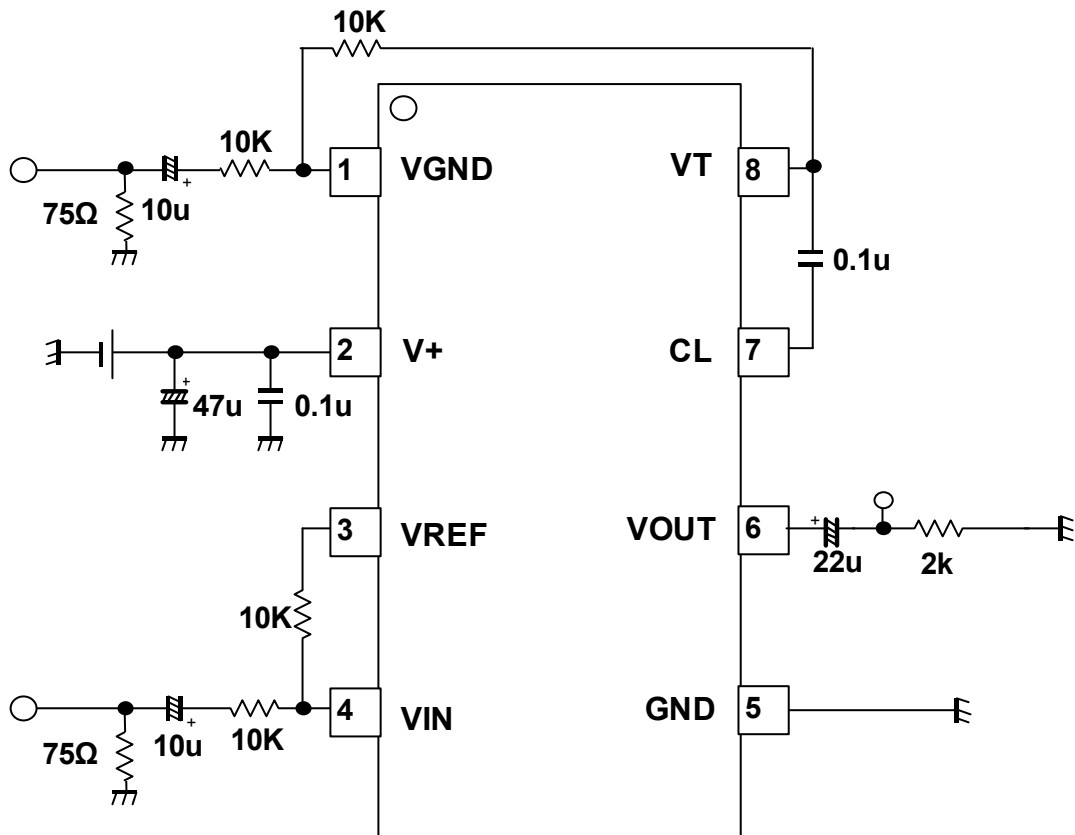 10K
10K
1
VGND
VT
8
75Ω
10u
0.1u
2
V+
CL
7
47u
0.1u
3
VREF
VOUT
6
22u
2k
10K
4
VIN
GND
5
75Ω
10u
10K